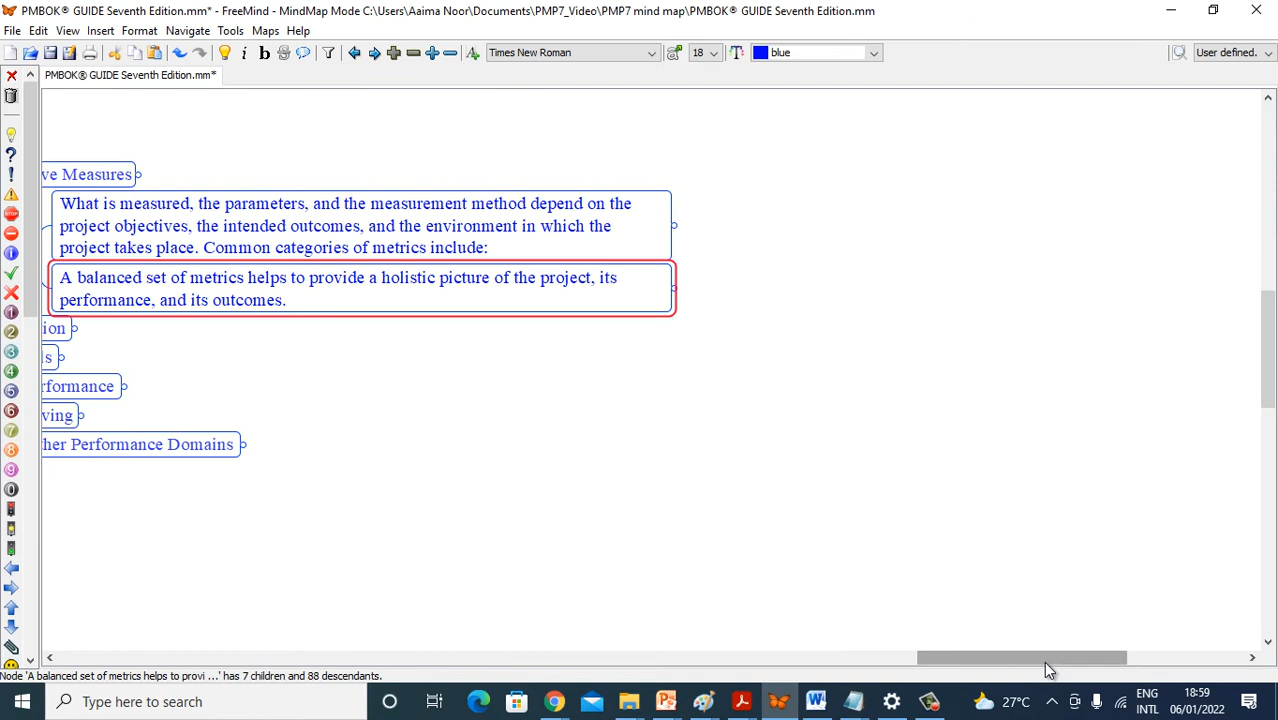 PMBOK® GUIDE Seventh Edition.mm* - FreeMind - MindMap Mode C:\Users\Aaima Noor\Documents\PMP7_Video\PMP7 mind map\PMBOK® GUIDE Seventh Edition.mm
File Edit View Insert Format Navigate Tools Maps Help
Times New Roman 18 blue User defined.
PMBOK® GUIDE Seventh Edition.mm*
ve Measures
What is measured, the parameters, and the measurement method depend on the
project objectives, the intended outcomes, and the environment in which the
project takes place. Common categories of metrics include:
A balanced set of metrics helps to provide a holistic picture of the project, its
performance, and its outcomes.
tion
ls
rformance
ving
ther Performance Domains
Node 'A balanced set of metrics helps to provi ...' has 7 children and 88 descendants.
Type here to search
27°C
ENG
INTL
18:59
06/01/2022